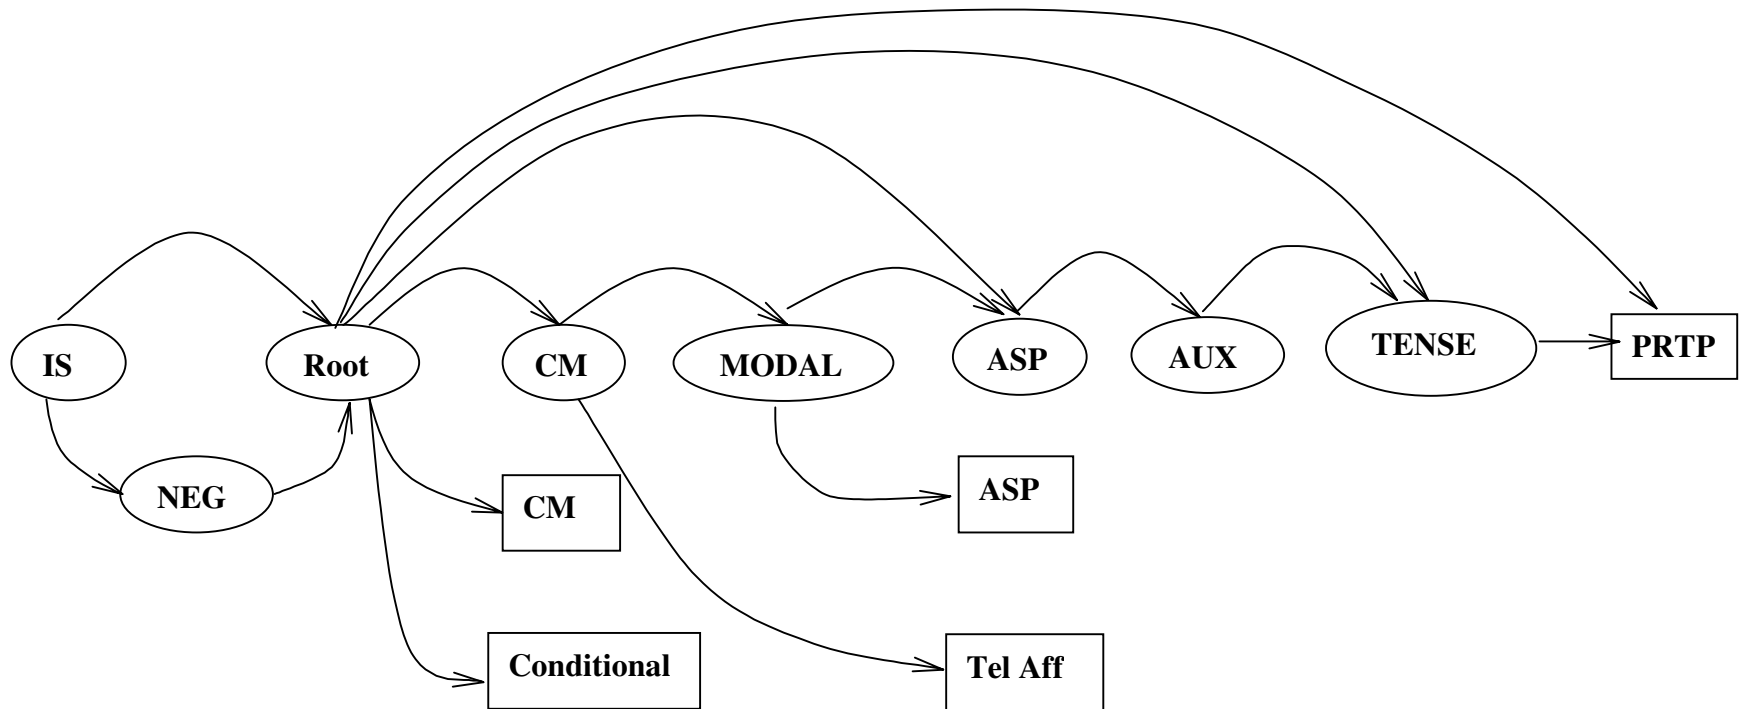 IS
Root
CM
MODAL
ASP
AUX
TENSE
PRTP
NEG
CM
ASP
Conditional
Tel Aff